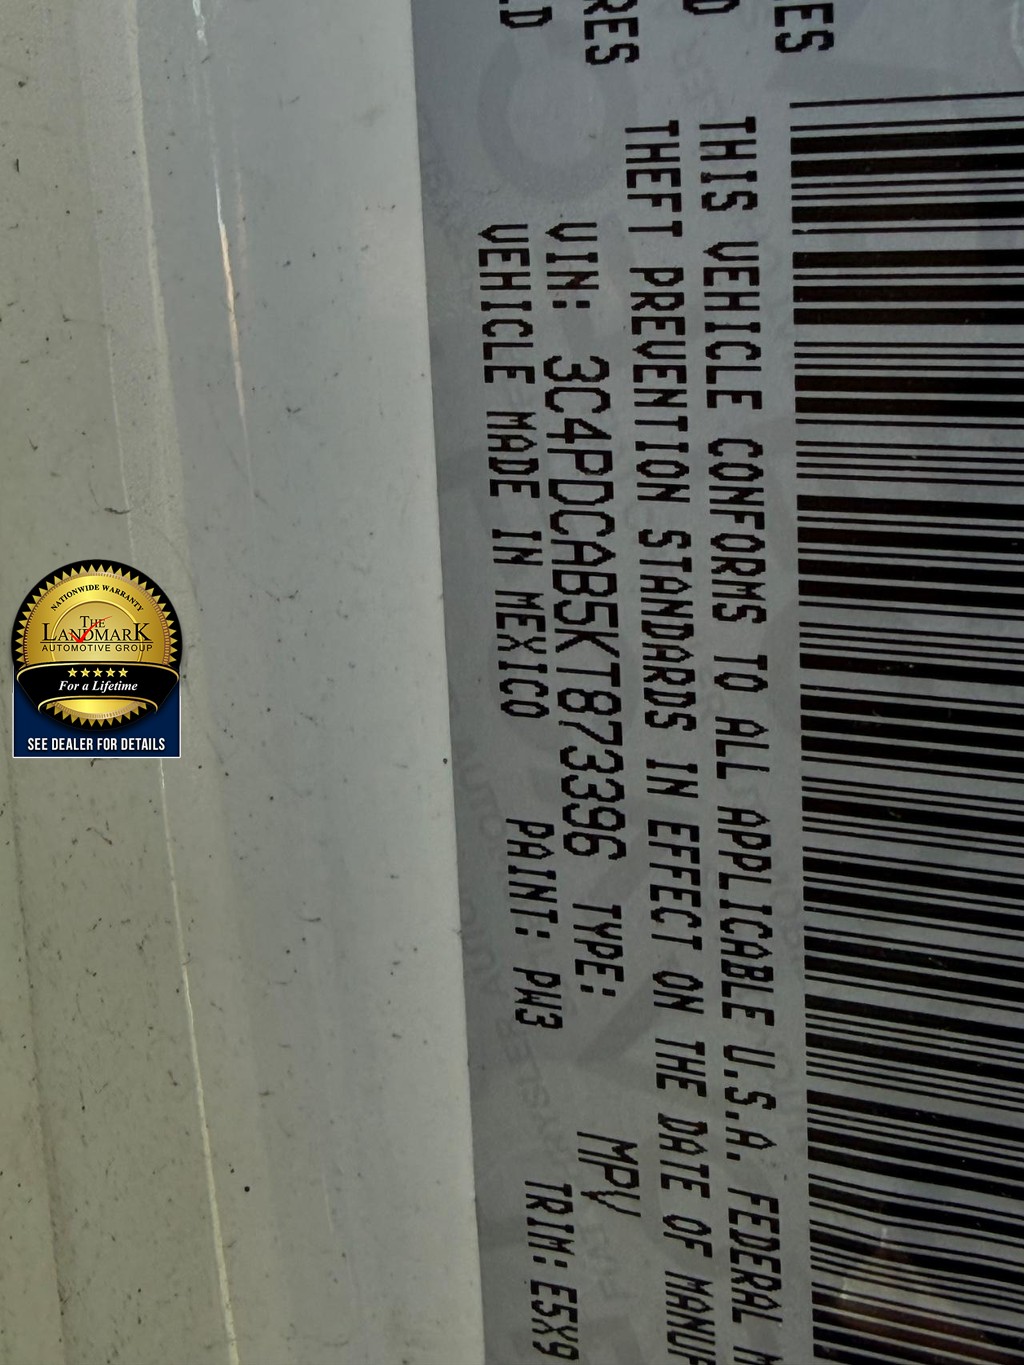 RES
LD
THIS VEHICLE CONFORMS TO ALL APPLICABLE U.S.A. FEDERAL M
THEFT PREVENTION STANDARDS IN EFFECT ON THE DATE OF MANUF
VIN: 3C4PDCAB5KT873396 TYPE: MPV
VEHICLE MADE IN MEXICO PAINT: PW3 TRIM: E5X9
NATIONWIDE WARRANTY
THE
LANDMARK
AUTOMOTIVE GROUP
For a Lifetime
SEE DEALER FOR DETAILS